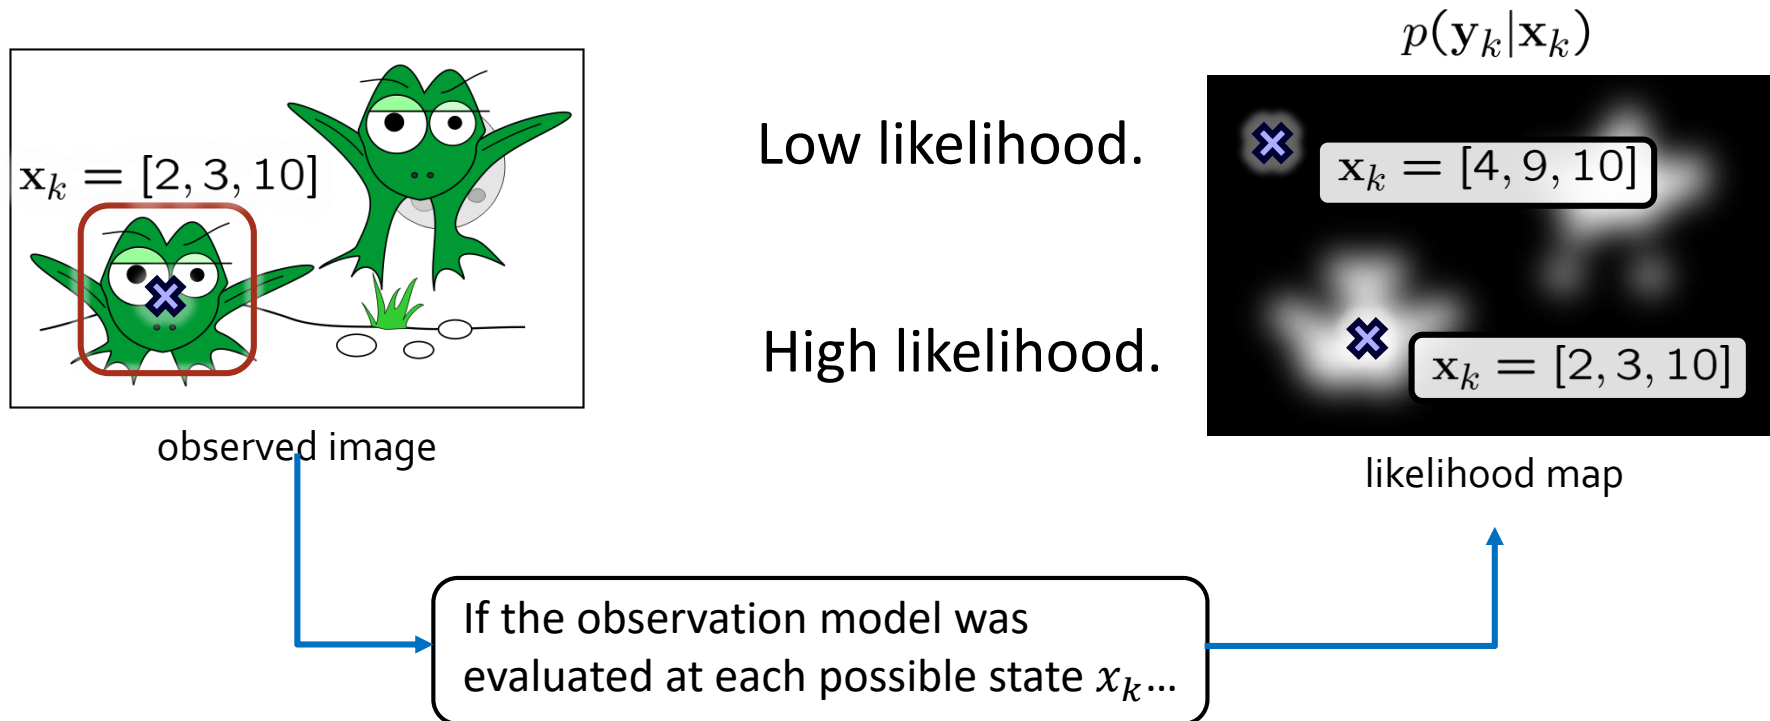 p(y_k|x_k)
Low likelihood.
x_k = [4, 9, 10]
x_k = [2, 3, 10]
High likelihood.
x_k = [2, 3, 10]
observed image
likelihood map
If the observation model was
evaluated at each possible state x_k...